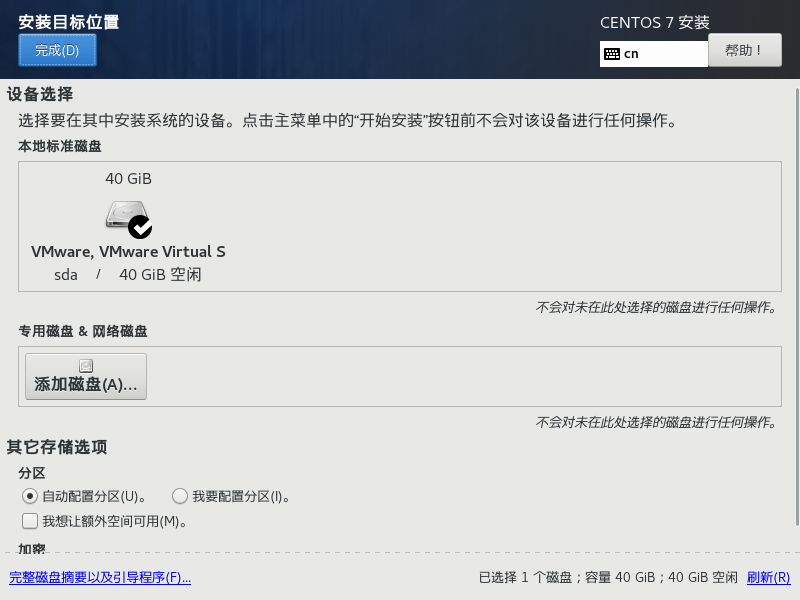 安装目标位置
CENTOS 7 安装
完成(D)
cn
帮助！
设备选择
选择要在其中安装系统的设备。点击主菜单中的“开始安装”按钮前不会对该设备进行任何操作。
本地标准磁盘
40 GiB
VMware, VMware Virtual S
sda / 40 GiB 空闲
不会对未在此处选择的磁盘进行任何操作。
专用磁盘 & 网络磁盘
添加磁盘(A)...
不会对未在此处选择的磁盘进行任何操作。
其它存储选项
分区
自动配置分区(U)。 我要配置分区(I)。
我想让额外空间可用(M)。
加密
完整磁盘摘要以及引导程序(F)... 已选择 1 个磁盘；容量 40 GiB；40 GiB 空闲 刷新(R)